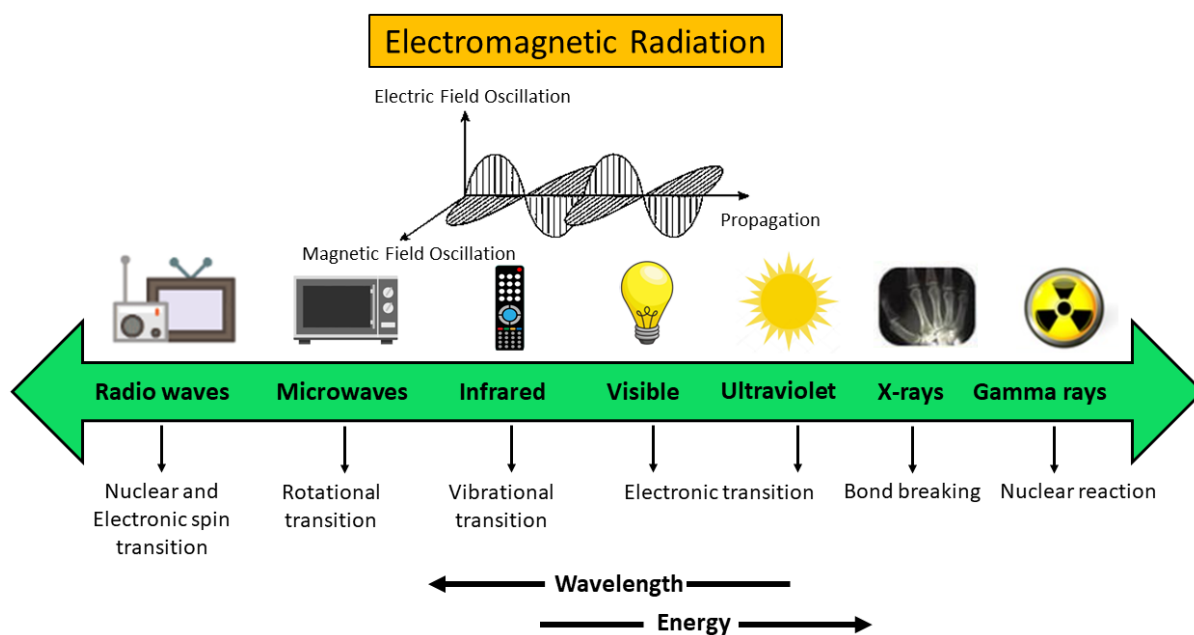 Electromagnetic Radiation
Electric Field Oscillation
Propagation
Magnetic Field Oscillation
Radio waves
Microwaves
Infrared
Visible
Ultraviolet
X-rays
Gamma rays
Nuclear and
Electronic spin
transition
Rotational
transition
Vibrational
transition
Electronic transition
Bond breaking
Nuclear reaction
Wavelength
Energy